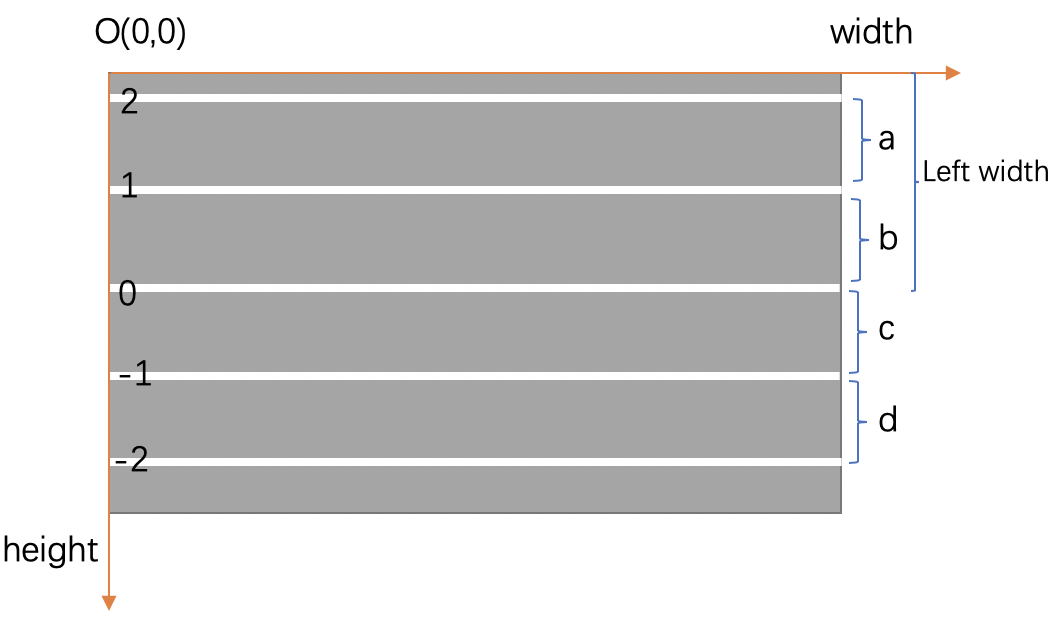 O(0,0)
width
2
a
Left width
1
b
0
c
-1
d
-2
height